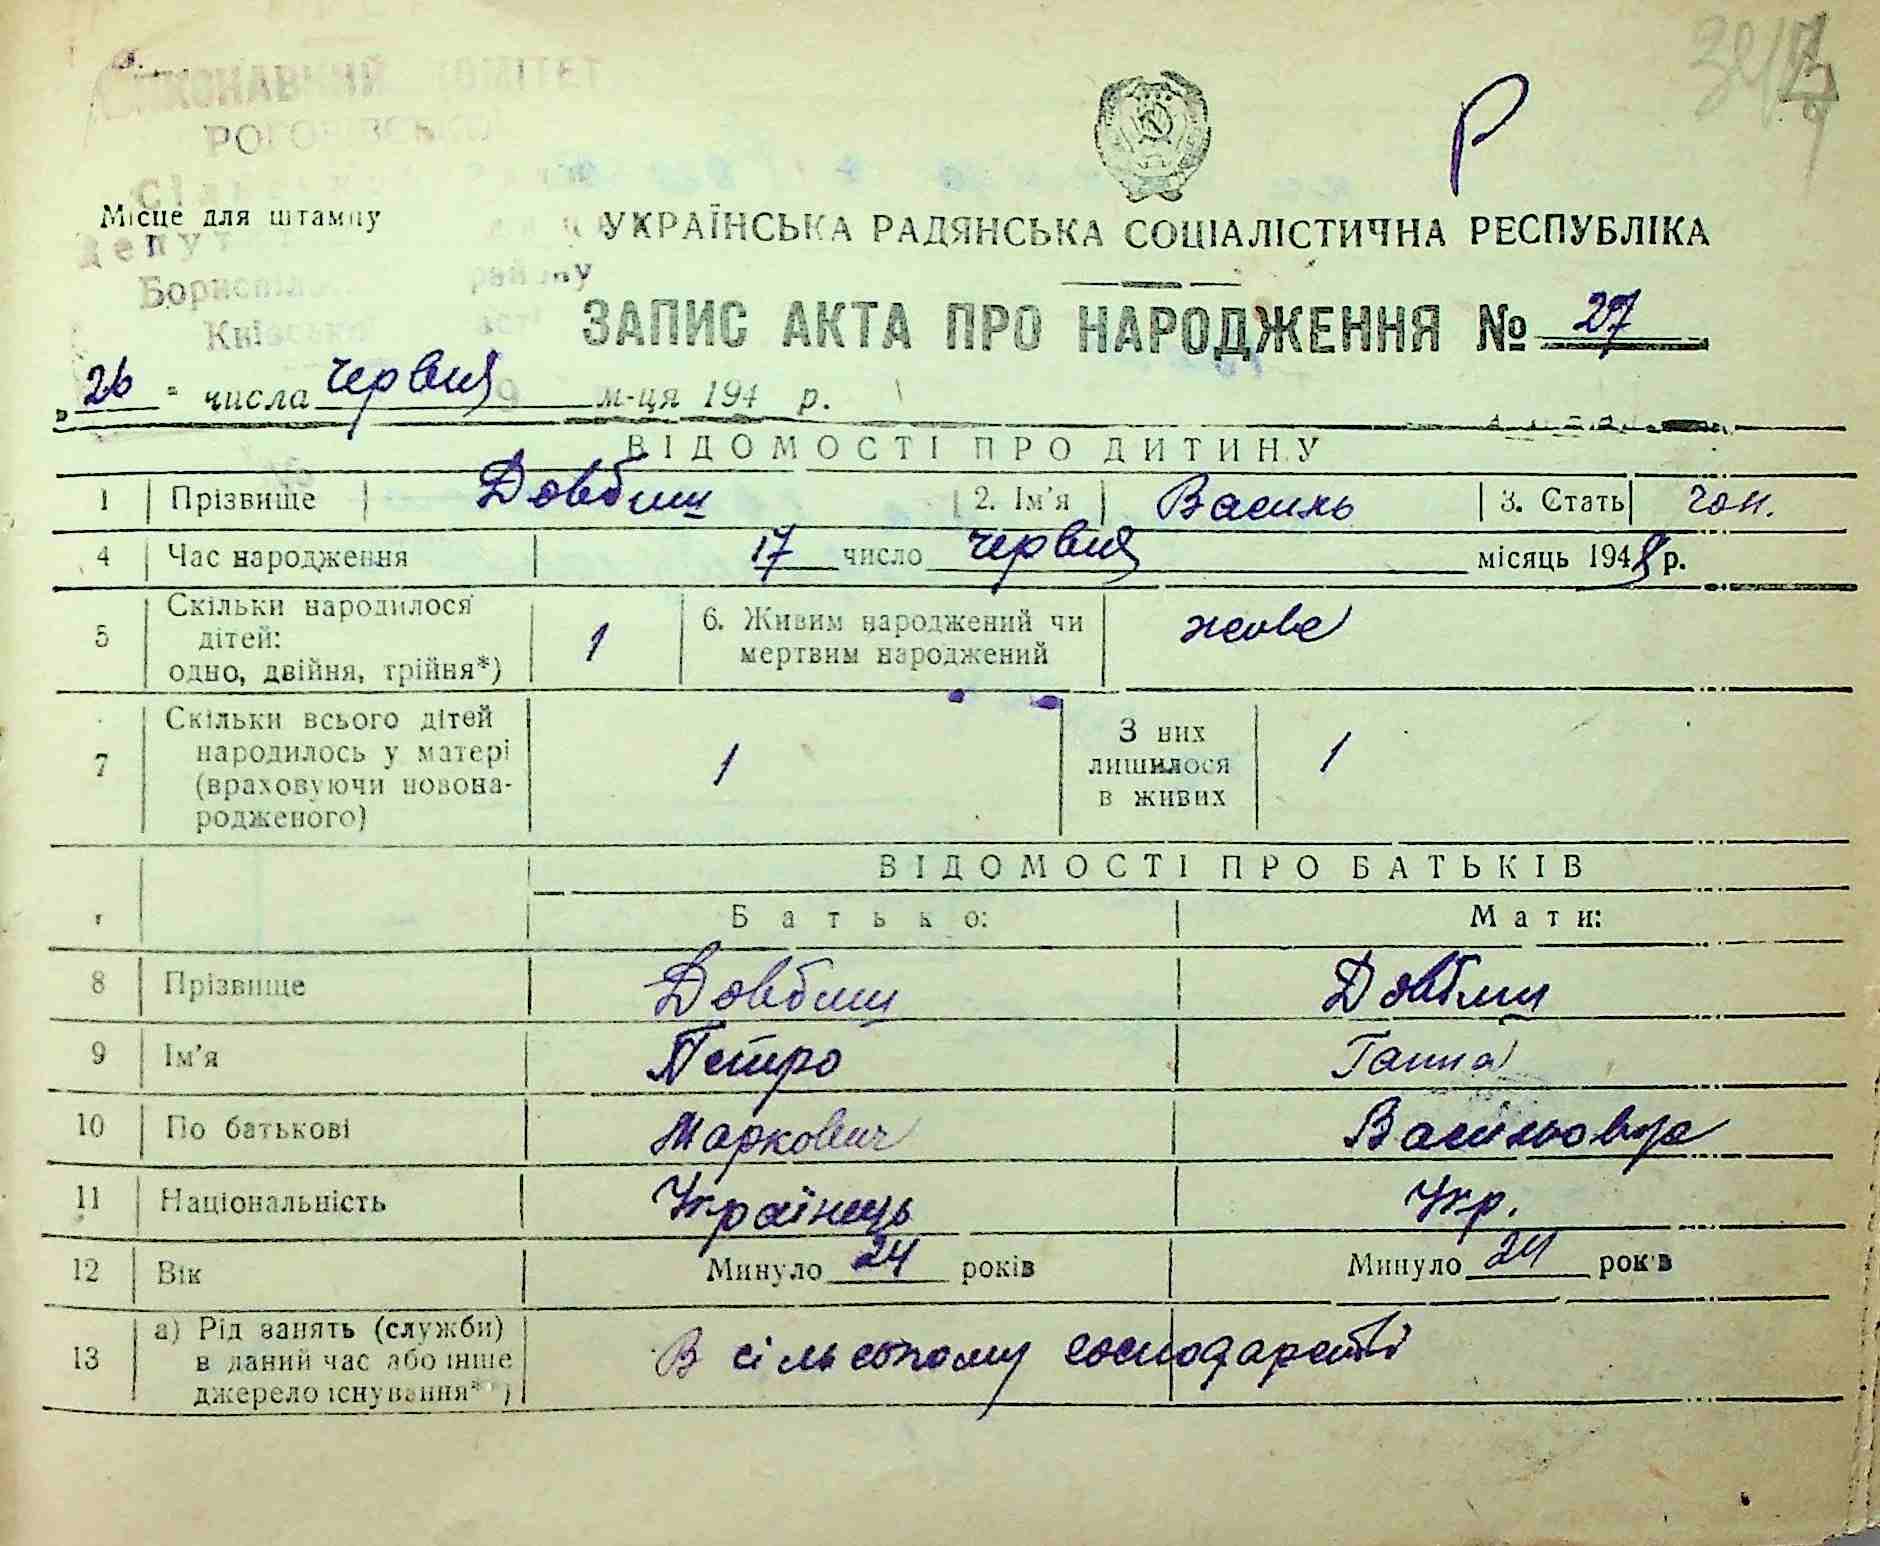 ВИКОНАВЧИЙ КОМІТЕТ
Місце для штампу
УКРАЇНСЬКА РАДЯНСЬКА СОЦІАЛІСТИЧНА РЕСПУБЛІКА
Р
ЗАПИС АКТА ПРО НАРОДЖЕННЯ № 27
„26" числа червня м-ця 194 р.
ВІДОМОСТІ ПРО ДИТИНУ
1 Прізвище Довбиш 2. Ім'я Василь 3. Стать чол.
4 Час народження 17 число червня місяць 1948 р.
5 Скільки народилося дітей: одно, двійня, трійня*) 1 6. Живим народжений чи мертвим народжений живе
7 Скільки всього дітей народилось у матері (враховуючи новонародженого) 1 З них лишилося в живих 1
ВІДОМОСТІ ПРО БАТЬКІВ
Батько: Мати:
8 Прізвище Довбиш Довбиш
9 Ім'я Петро Ганна
10 По батькові Маркович Васильовна
11 Національність Українець Укр.
12 Вік Минуло 24 років Минуло 24 років
13 а) Рід занять (служби) в даний час або інше джерело існування**) В сільському господарстві